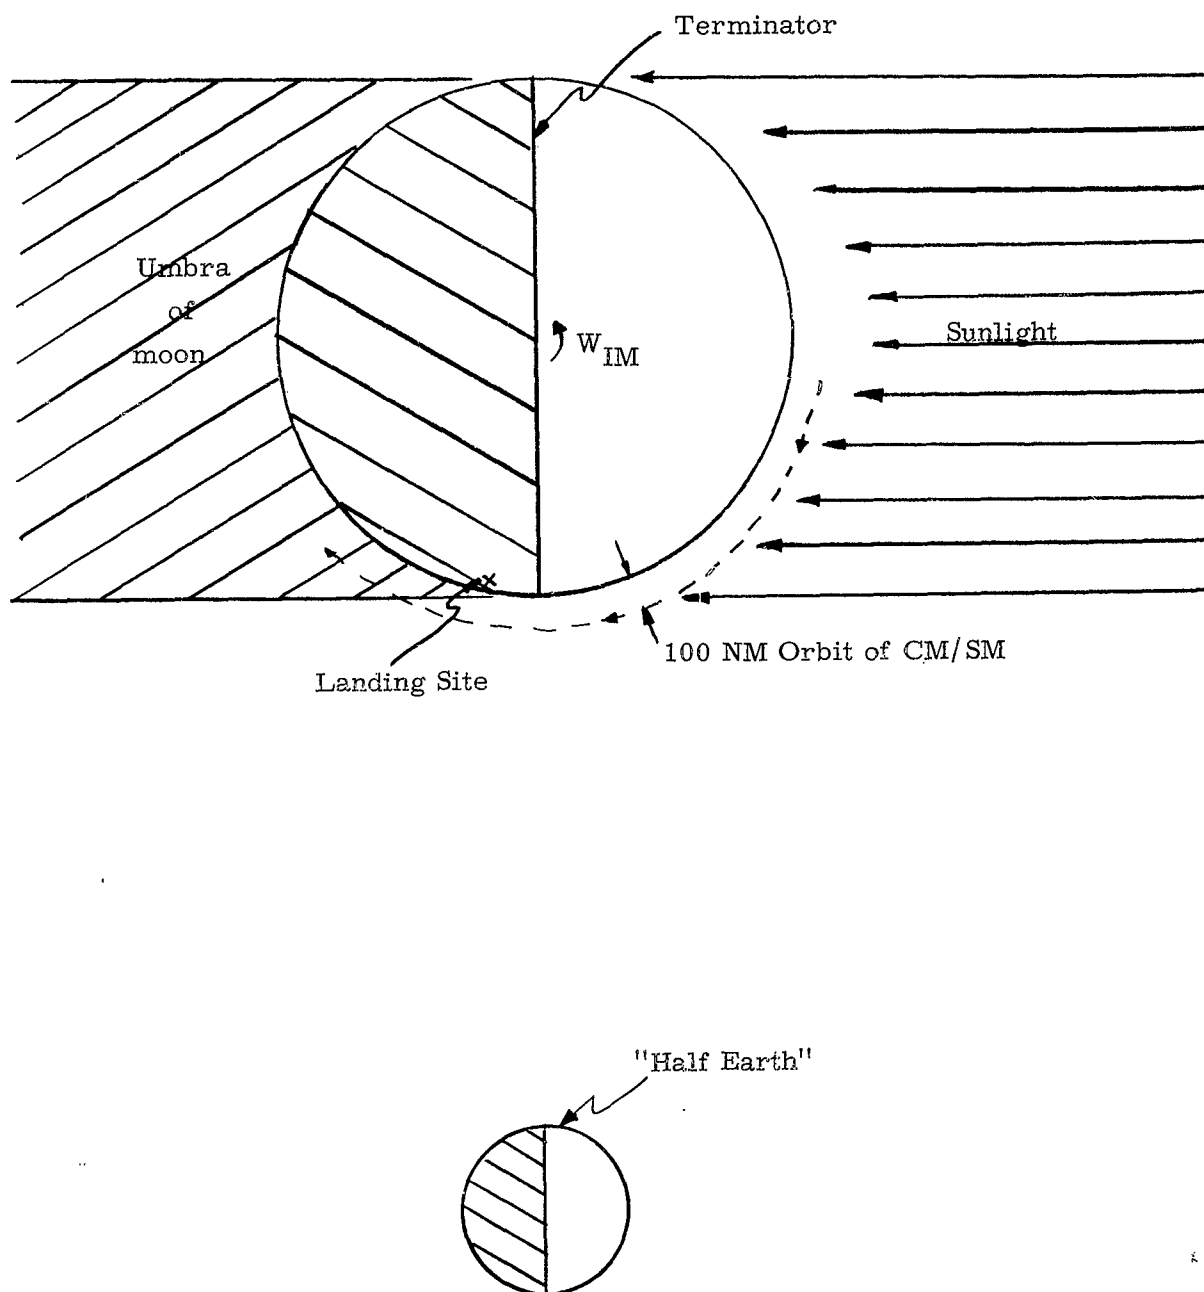 Terminator
Umbra
of
moon
W_IM
Sunlight
100 NM Orbit of CM/SM
Landing Site
"Half Earth"